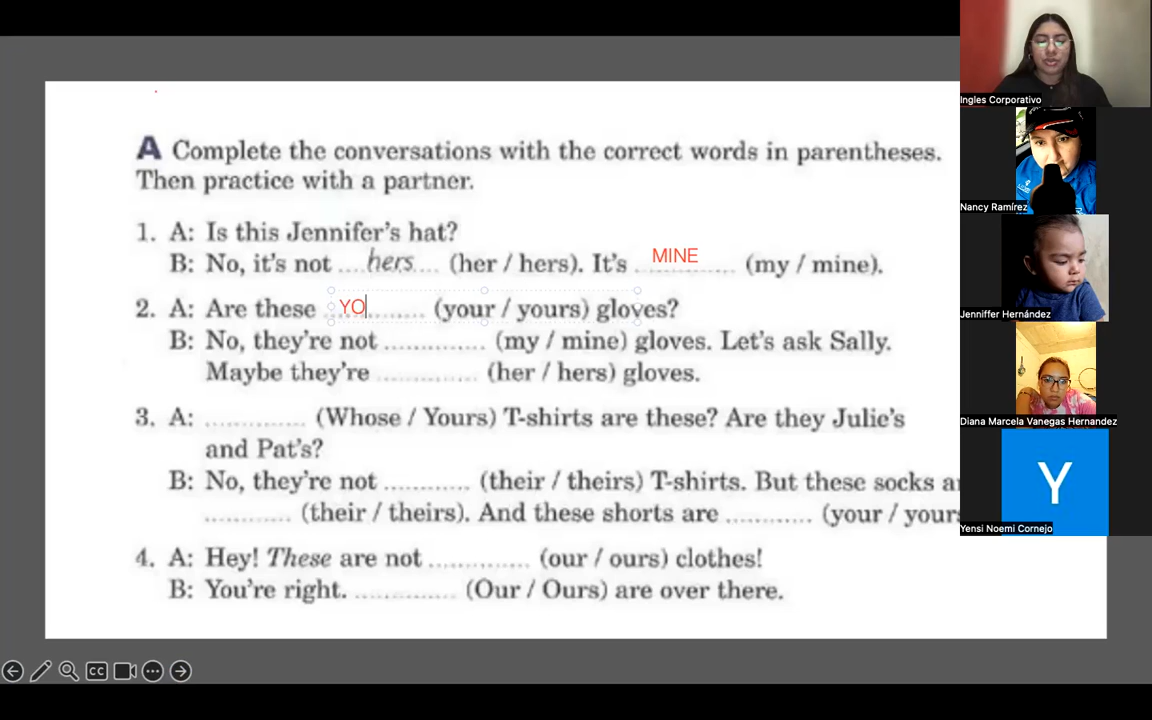 A Complete the conversations with the correct words in parentheses.
Then practice with a partner.
1. A: Is this Jennifer's hat?
B: No, it's not ....hers.... (her / hers). It's MINE (my / mine).
2. A: Are these YO (your / yours) gloves?
B: No, they're not .............. (my / mine) gloves. Let's ask Sally.
Maybe they're .............. (her / hers) gloves.
3. A: .............. (Whose / Yours) T-shirts are these? Are they Julie's
and Pat's?
B: No, they're not ............ (their / theirs) T-shirts. But these socks
............ (their / theirs). And these shorts are ............ (your /
4. A: Hey! These are not .............. (our / ours) clothes!
B: You're right. .............. (Our / Ours) are over there.
Ingles Corporativo
Nancy Ramírez
Jenniffer Hernández
Diana Marcela Vanegas Hernandez
Y
Yensi Noemi Cornejo
CC